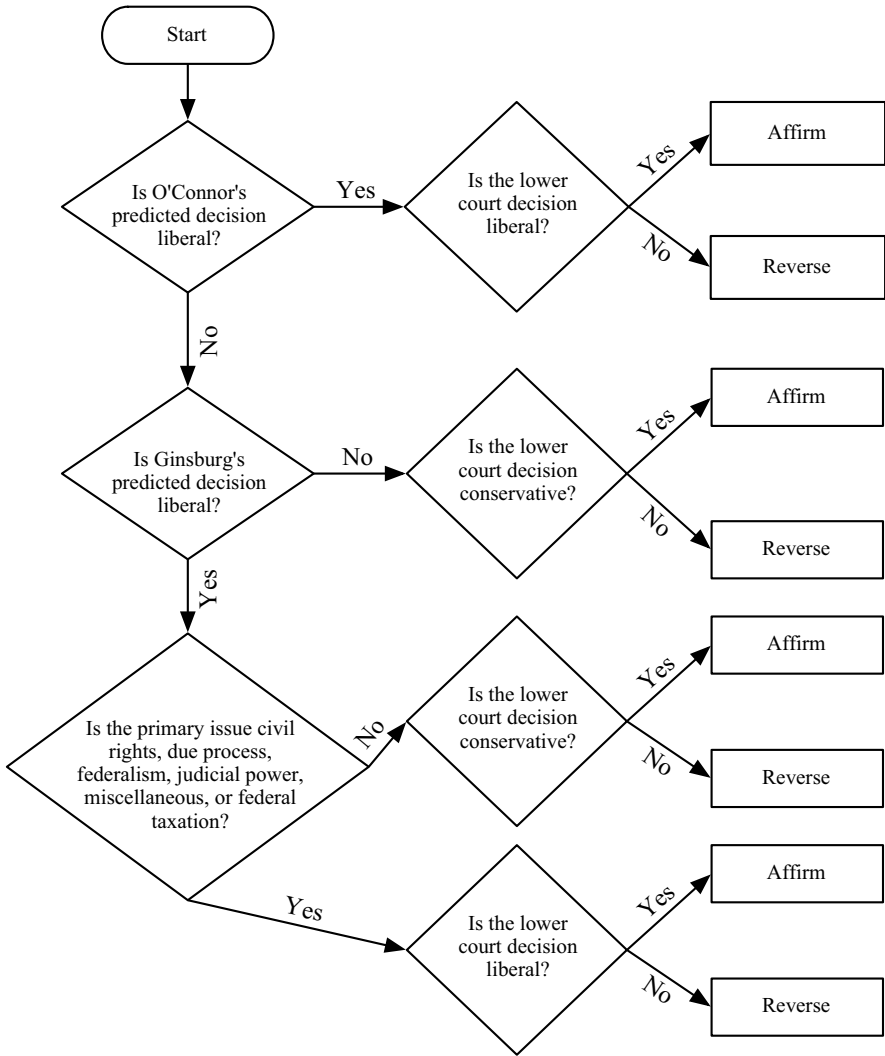 Start
Is O'Connor's
predicted decision
liberal?
Yes
Is the lower
court decision
liberal?
Yes
Affirm
No
Reverse
No
Is Ginsburg's
predicted decision
liberal?
No
Is the lower
court decision
conservative?
Yes
Affirm
No
Reverse
Yes
Is the primary issue civil
rights, due process,
federalism, judicial power,
miscellaneous, or federal
taxation?
No
Is the lower
court decision
conservative?
Yes
Affirm
No
Reverse
Yes
Is the lower
court decision
liberal?
Yes
Affirm
No
Reverse